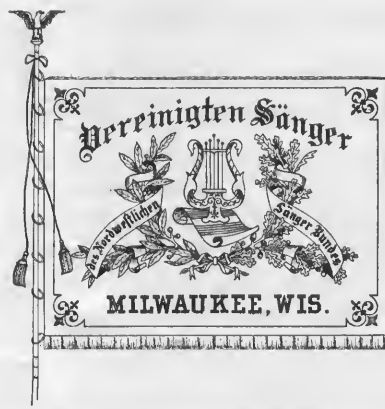 Vereinigten Sänger
des Nordwestlichen
Sänger Bundes
MILWAUKEE, WIS.